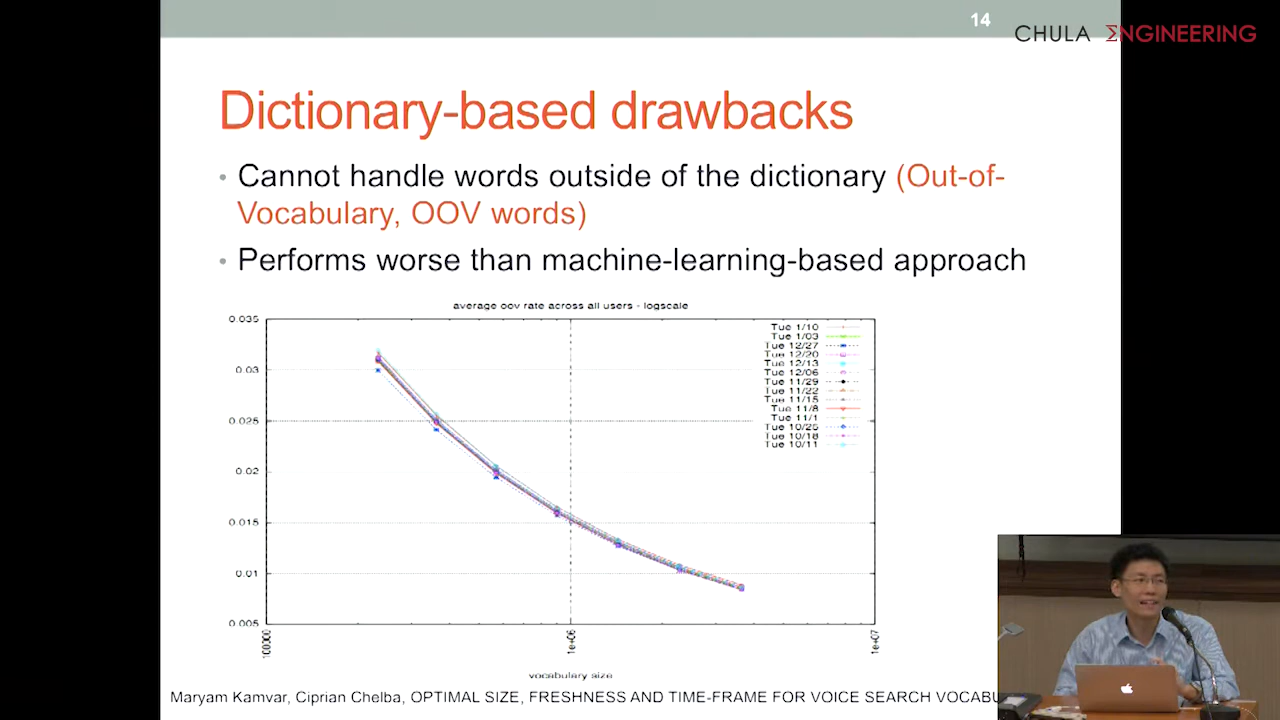 14
CHULA ΣNGINEERING
Dictionary-based drawbacks
• Cannot handle words outside of the dictionary (Out-of-
Vocabulary, OOV words)
• Performs worse than machine-learning-based approach
average oov rate across all users - logscale
0.035
0.03
0.025
0.02
0.015
0.01
0.005
Tue 1/10
Tue 1/03
Tue 12/27
Tue 12/20
Tue 12/13
Tue 12/06
Tue 11/29
Tue 11/22
Tue 11/15
Tue 11/8
Tue 11/1
Tue 10/25
Tue 10/18
Tue 10/11
100000
1e+06
1e+07
vocabulary size
Maryam Kamvar, Ciprian Chelba, OPTIMAL SIZE, FRESHNESS AND TIME-FRAME FOR VOICE SEARCH VOCABU